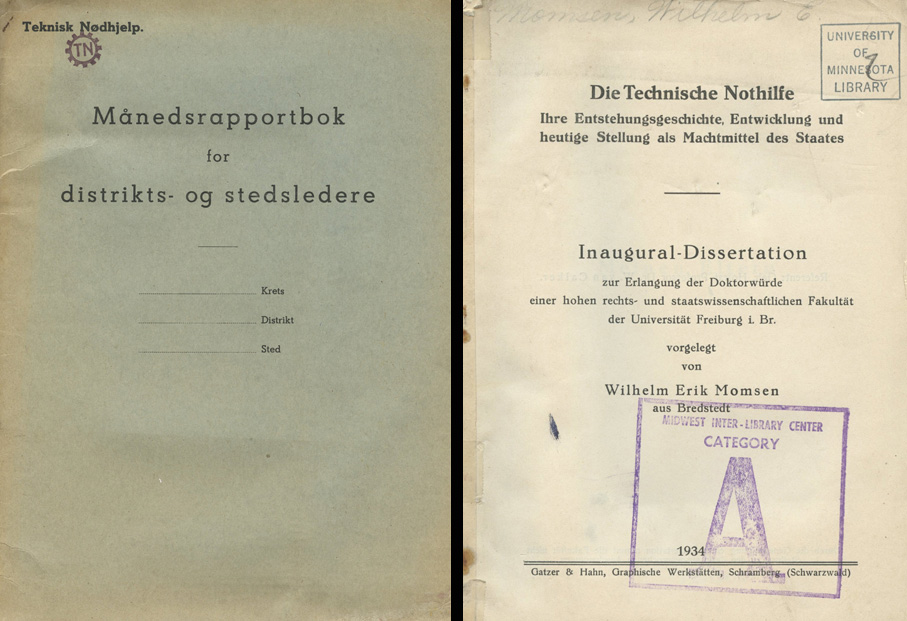 Teknisk Nødhjelp.
TN
Månedsrapportbok
for
distrikts- og stedsledere
Krets
Distrikt
Sted
Momsen, Wilhelm E.
UNIVERSITY
OF
MINNESOTA
LIBRARY
Die Technische Nothilfe
Ihre Entstehungsgeschichte, Entwicklung und
heutige Stellung als Machtmittel des Staates
Inaugural-Dissertation
zur Erlangung der Doktorwürde
einer hohen rechts- und staatswissenschaftlichen Fakultät
der Universität Freiburg i. Br.
vorgelegt
von
Wilhelm Erik Momsen
aus Bredstedt
MIDWEST INTER-LIBRARY CENTER
CATEGORY
A
1934
Gatzer & Hahn, Graphische Werkstätten, Schramberg (Schwarzwald)